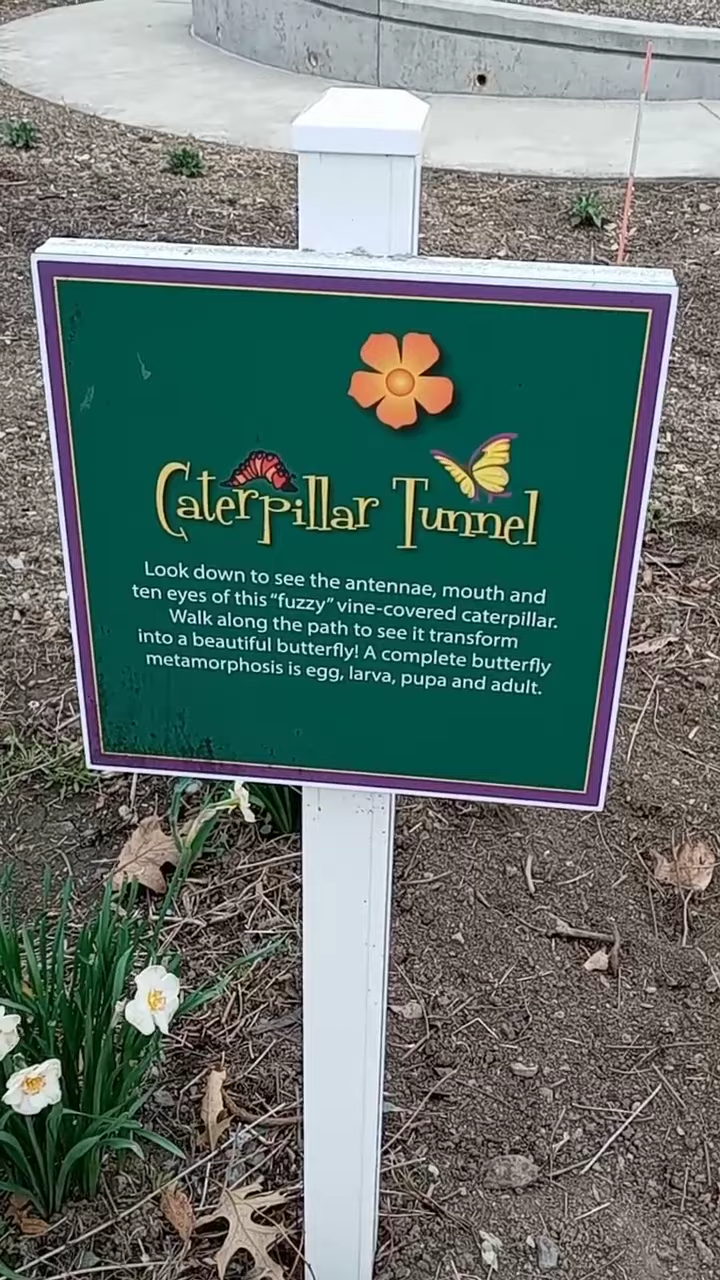 Caterpillar Tunnel
Look down to see the antennae, mouth and
ten eyes of this “fuzzy” vine-covered caterpillar.
Walk along the path to see it transform
into a beautiful butterfly! A complete butterfly
metamorphosis is egg, larva, pupa and adult.